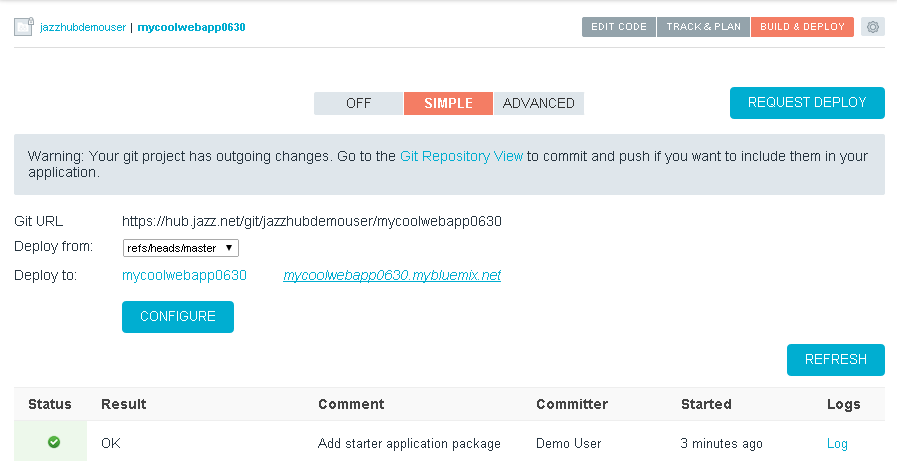 jazzhubdemouser | mycoolwebapp0630
EDIT CODE TRACK & PLAN BUILD & DEPLOY
OFF SIMPLE ADVANCED REQUEST DEPLOY
Warning: Your git project has outgoing changes. Go to the Git Repository View to commit and push if you want to include them in your
application.
Git URL https://hub.jazz.net/git/jazzhubdemouser/mycoolwebapp0630
Deploy from: refs/heads/master
Deploy to: mycoolwebapp0630 mycoolwebapp0630.mybluemix.net
CONFIGURE
REFRESH
Status Result Comment Committer Started Logs
OK Add starter application package Demo User 3 minutes ago Log